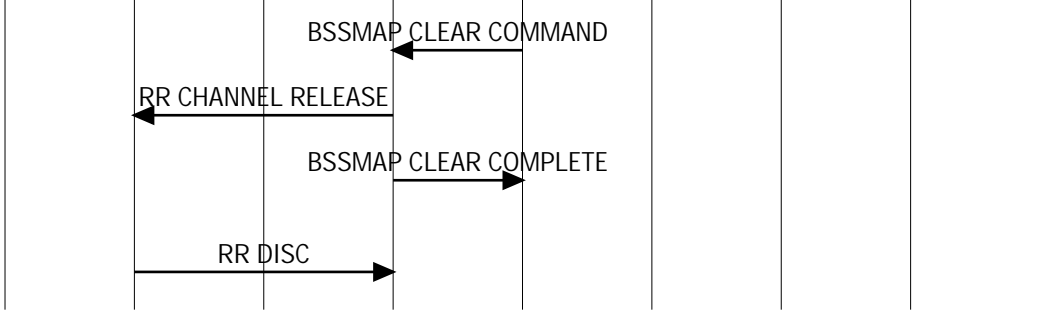 BSSMAP CLEAR COMMAND
RR CHANNEL RELEASE
BSSMAP CLEAR COMPLETE
RR DISC